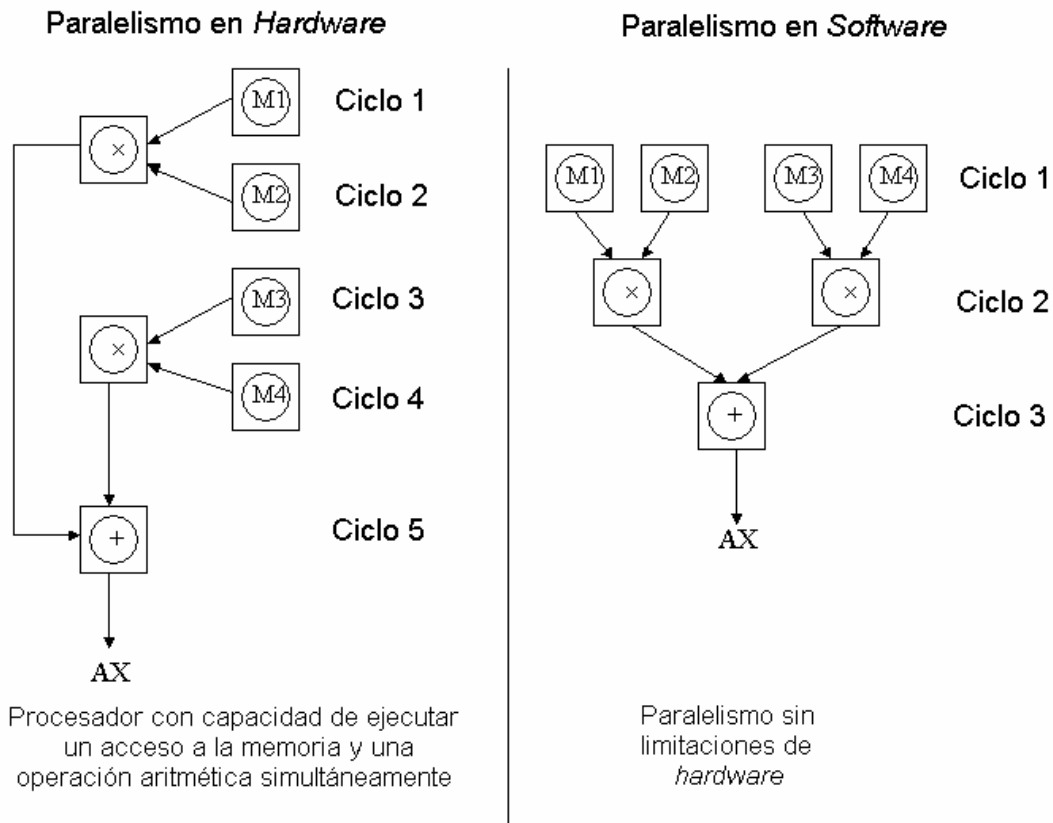 Paralelismo en Hardware
M1
Ciclo 1
×
M2
Ciclo 2
M3
Ciclo 3
×
M4
Ciclo 4
+
Ciclo 5
AX
Procesador con capacidad de ejecutar
un acceso a la memoria y una
operación aritmética simultáneamente
Paralelismo en Software
M1 M2 M3 M4 Ciclo 1
× × Ciclo 2
+ Ciclo 3
AX
Paralelismo sin
limitaciones de
hardware